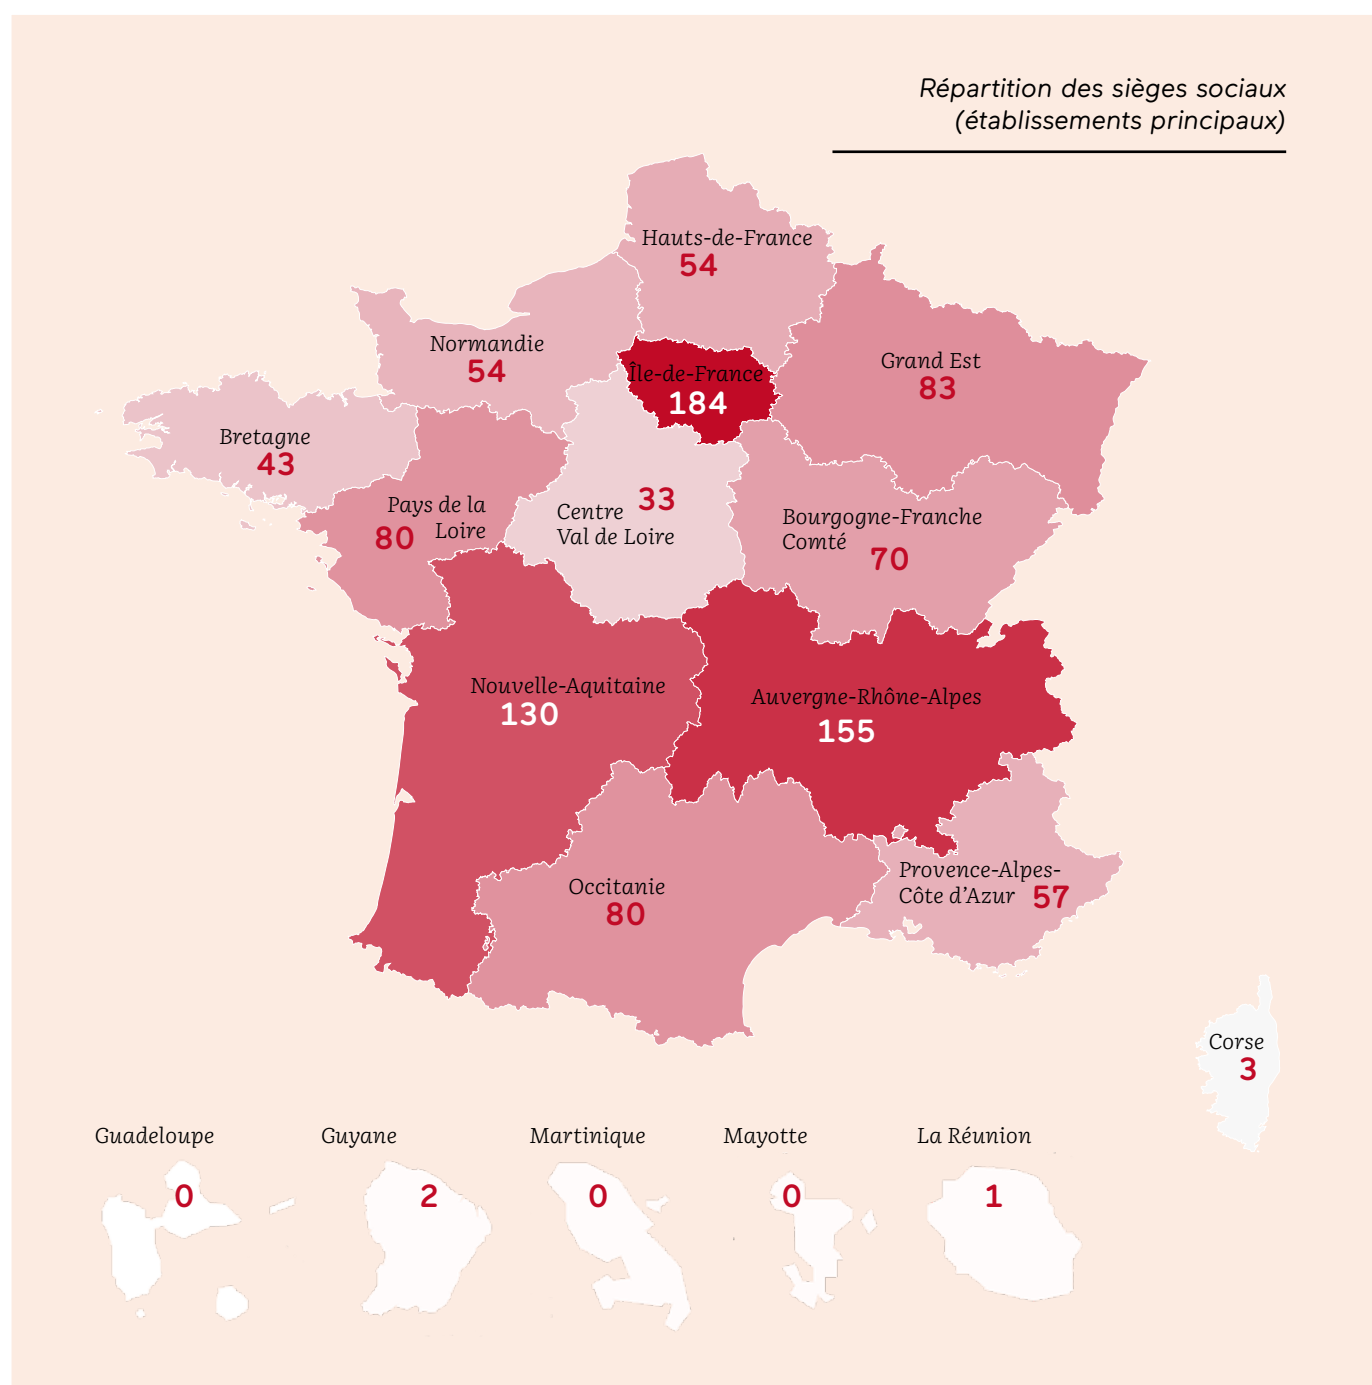 Répartition des sièges sociaux
(établissements principaux)
Hauts-de-France
54
Normandie
54
Île-de-France
184
Grand Est
83
Bretagne
43
Pays de la
Loire
80
Centre
Val de Loire
33
Bourgogne-Franche
Comté
70
Nouvelle-Aquitaine
130
Auvergne-Rhône-Alpes
155
Occitanie
80
Provence-Alpes-
Côte d'Azur
57
Corse
3
Guadeloupe
0
Guyane
2
Martinique
0
Mayotte
0
La Réunion
1